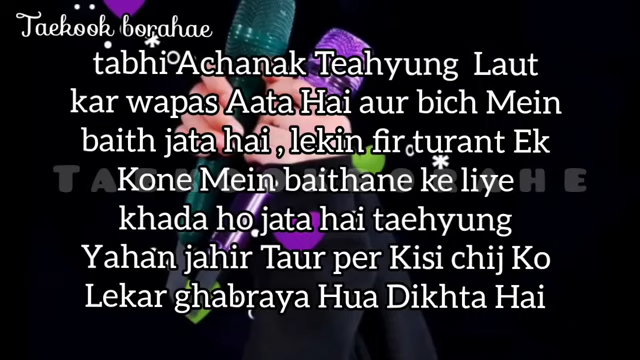 Taekook borahae
tabhi Achanak Teahyung Laut
kar wapas Aata Hai aur bich Mein
baith jata hai , lekin fir turant Ek
Kone Mein baithane ke liye
khada ho jata hai taehyung
Yahan jahir Taur per Kisi chij Ko
Lekar ghabraya Hua Dikhta Hai